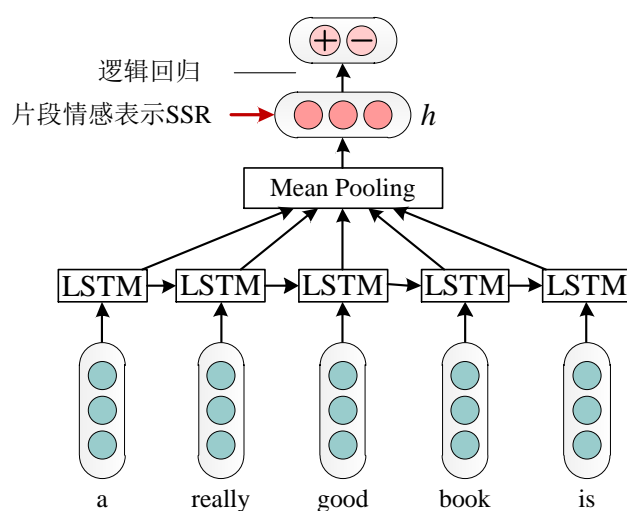 + −
逻辑回归
片段情感表示SSR
h
Mean Pooling
LSTM LSTM LSTM LSTM LSTM
a really good book is